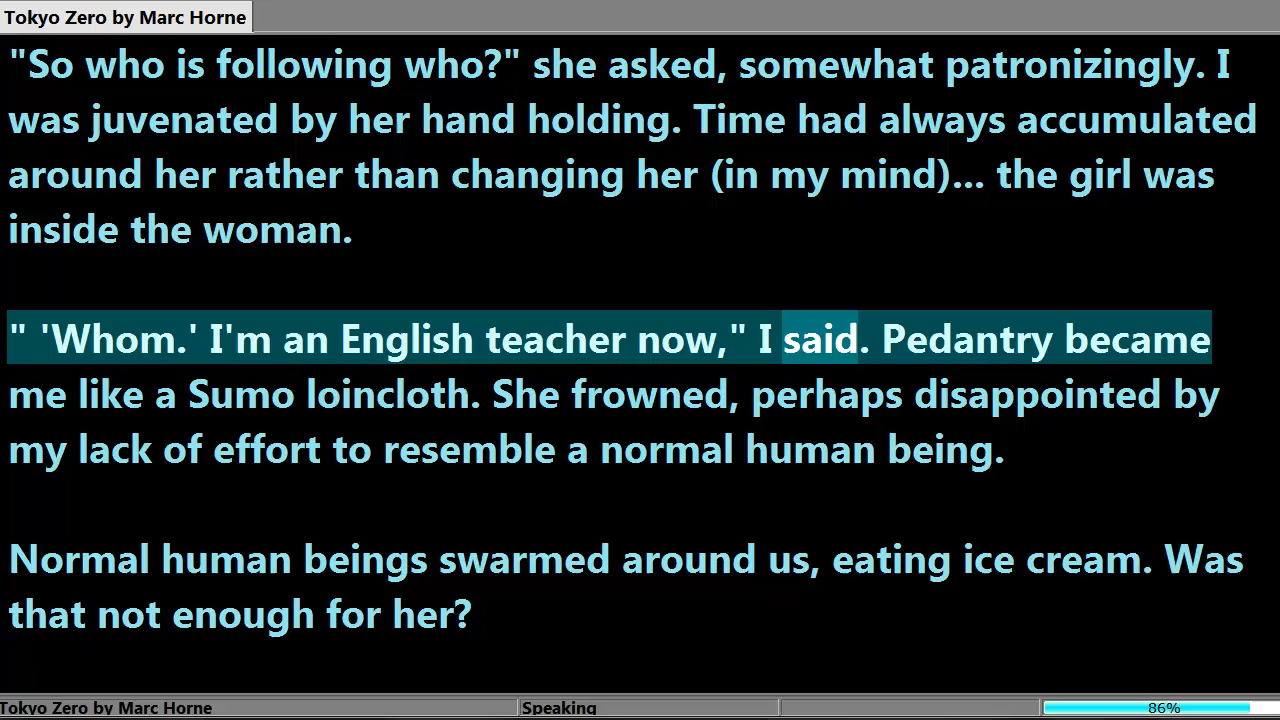 Tokyo Zero by Marc Horne
"So who is following who?" she asked, somewhat patronizingly. I
was juvenated by her hand holding. Time had always accumulated
around her rather than changing her (in my mind)... the girl was
inside the woman.
" 'Whom.' I'm an English teacher now," I said. Pedantry became
me like a Sumo loincloth. She frowned, perhaps disappointed by
my lack of effort to resemble a normal human being.
Normal human beings swarmed around us, eating ice cream. Was
that not enough for her?
Tokyo Zero by Marc Horne Speaking 86%